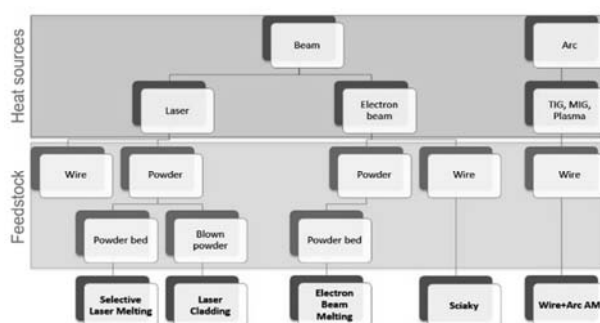 Heat sources
Beam
Arc
Laser
Electron
beam
TIG, MIG,
Plasma
Feedstock
Wire
Powder
Powder
Wire
Wire
Powder bed
Blown
powder
Powder bed
Selective
Laser Melting
Laser
Cladding
Electron
Beam
Melting
Sciaky
Wire+Arc AM